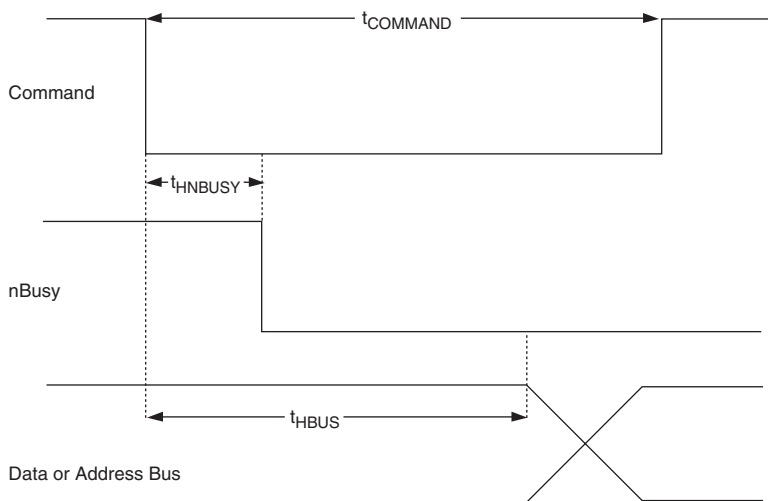 tCOMMAND
Command
tHNBUSY
nBusy
tHBUS
Data or Address Bus